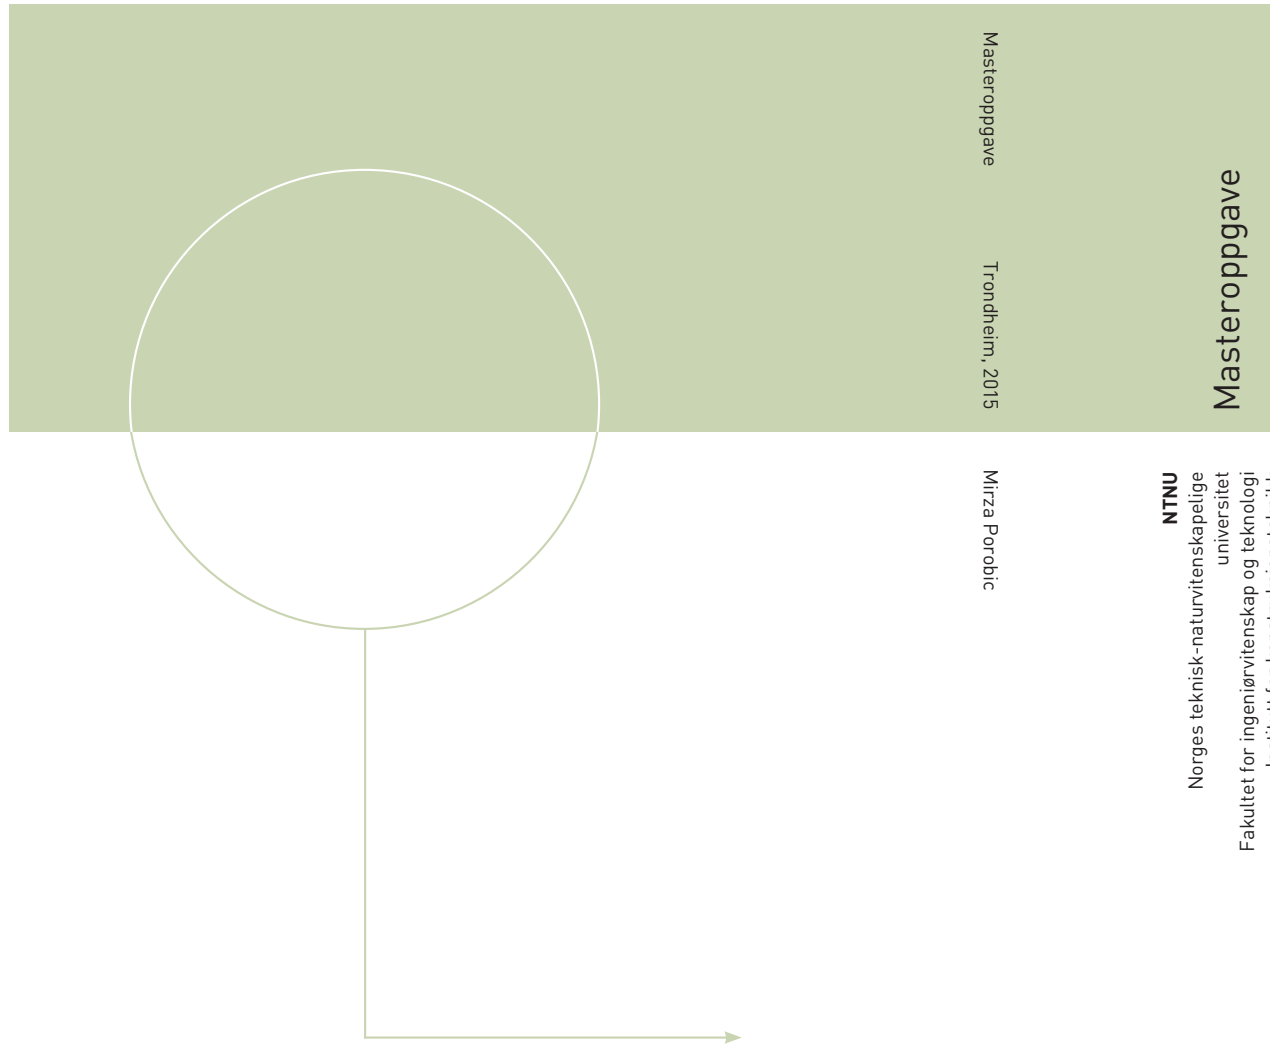 Masteroppgave
Trondheim, 2015
Mirza Porobic
Masteroppgave
NTNU
Norges teknisk-naturvitenskapelige
universitet
Fakultet for ingeniørvitenskap og teknologi